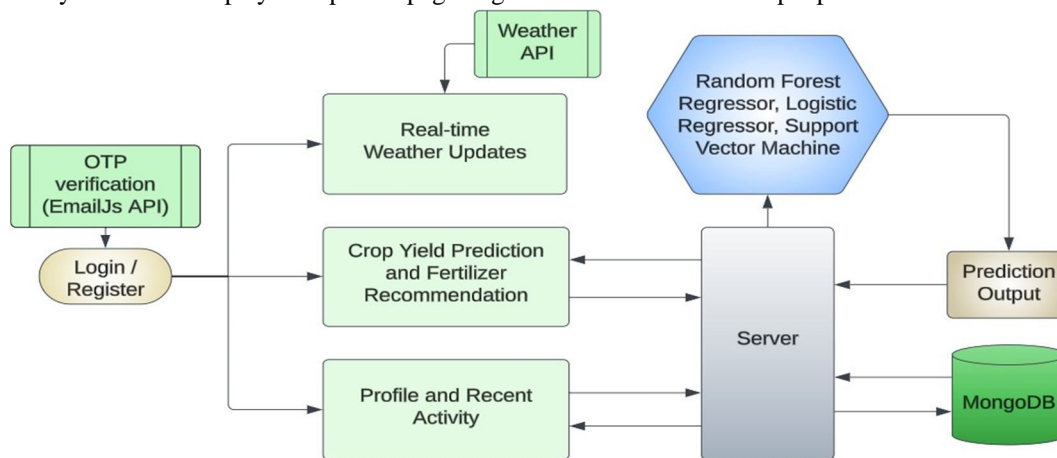 Weather
API
Random Forest
Regressor, Logistic
Regressor, Support
Vector Machine
Real-time
Weather Updates
OTP
verification
(EmailJs API)
Login /
Register
Crop Yield Prediction
and Fertilizer
Recommendation
Prediction
Output
Server
Profile and Recent
Activity
MongoDB